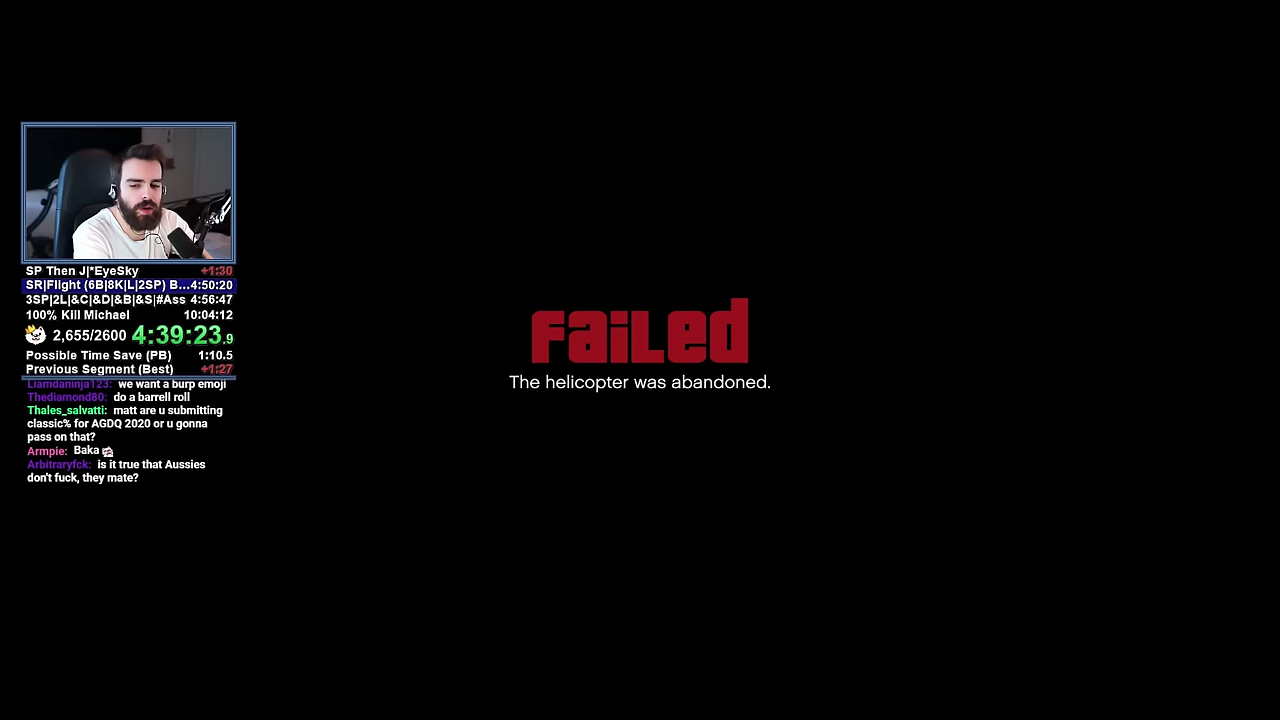 SP Then J|*EyeSky +1:30
SR|Flight (6B|8K|L|2SP) B...4:50:20
3SP|2L|&C|&D|&B|&S|#Ass 4:56:47
100% Kill Michael 10:04:12
2,655/2600 4:39:23.9
Possible Time Save (PB) 1:10.5
Previous Segment (Best) +1:27
Liamdaninja123: we want a burp emoji
Thediamond80: do a barrell roll
Thales_salvatti: matt are u submitting
classic% for AGDQ 2020 or u gonna
pass on that?
Armpie: Baka
Arbitraryfck: is it true that Aussies
don't fuck, they mate?
FaiLed
The helicopter was abandoned.